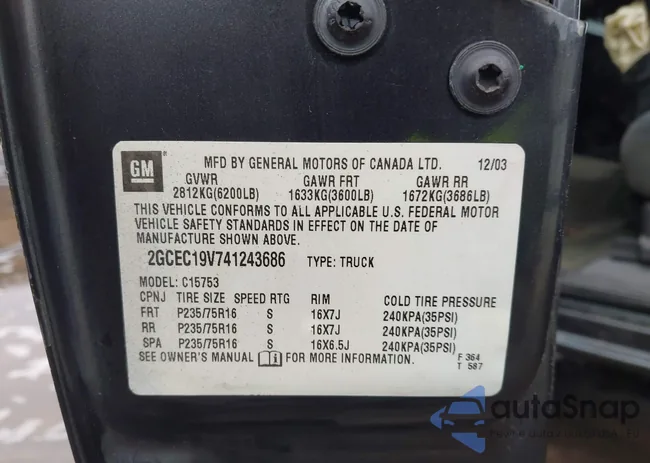 GM
MFD BY GENERAL MOTORS OF CANADA LTD. 12/03
GVWR GAWR FRT GAWR RR
2812KG(6200LB) 1633KG(3600LB) 1672KG(3686LB)
THIS VEHICLE CONFORMS TO ALL APPLICABLE U.S. FEDERAL MOTOR
VEHICLE SAFETY STANDARDS IN EFFECT ON THE DATE OF
MANUFACTURE SHOWN ABOVE.
2GCEC19V741243686 TYPE: TRUCK
MODEL: C15753
CPNJ TIRE SIZE SPEED RTG RIM COLD TIRE PRESSURE
FRT P235/75R16 S 16X7J 240KPA(35PSI)
RR P235/75R16 S 16X7J 240KPA(35PSI)
SPA P235/75R16 S 16X6.5J 240KPA(35PSI)
SEE OWNER'S MANUAL FOR MORE INFORMATION. F 364
T 587
autoSnap